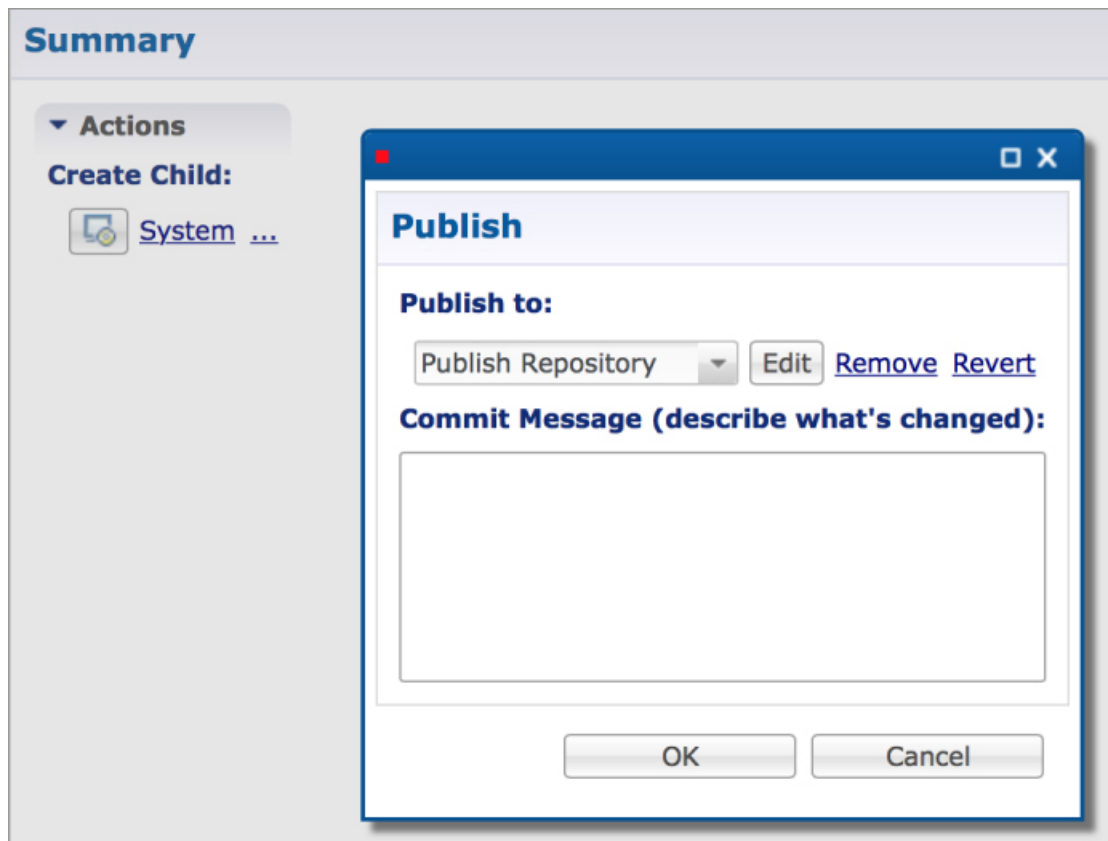 Summary
Actions
Create Child:
System ...
Publish
Publish to:
Publish Repository Edit Remove Revert
Commit Message (describe what's changed):
OK Cancel